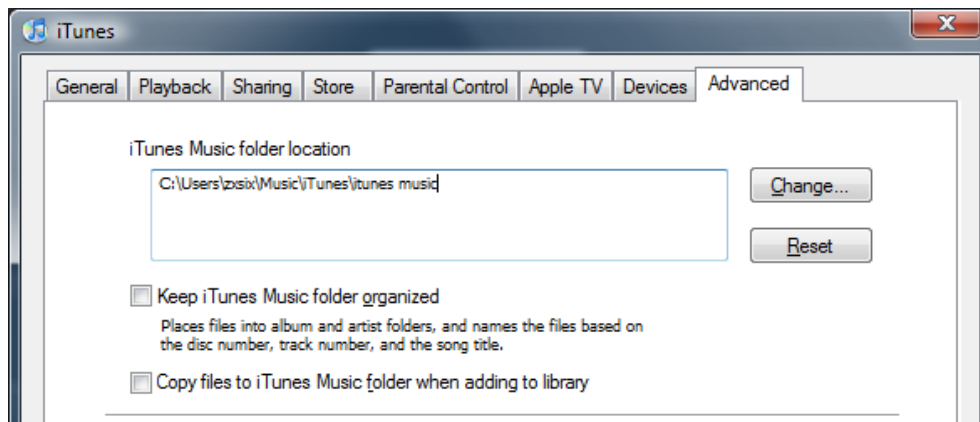 iTunes
General Playback Sharing Store Parental Control Apple TV Devices Advanced
iTunes Music folder location
C:\Users\zxsix\Music\iTunes\itunes music
Change...
Reset
Keep iTunes Music folder organized
Places files into album and artist folders, and names the files based on
the disc number, track number, and the song title.
Copy files to iTunes Music folder when adding to library